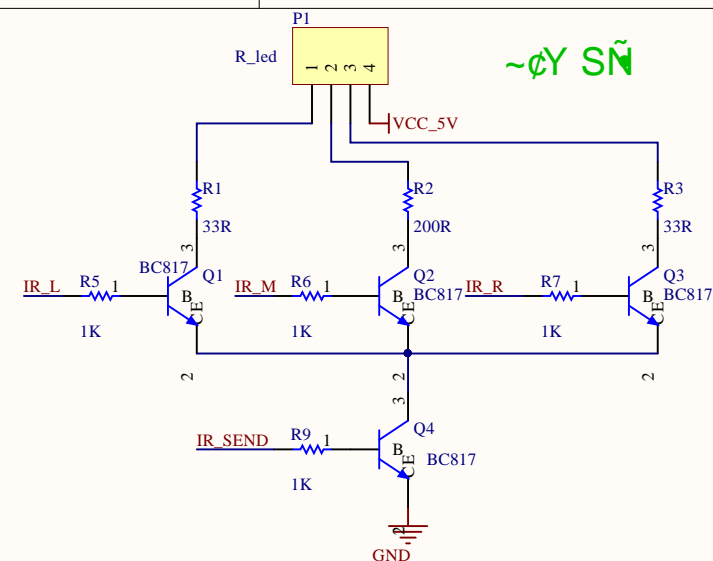 P1
R_led
1 2 3 4
VCC_5V
R1
33R
R2
200R
R3
33R
3
3
3
BC817
Q1
Q2
BC817
Q3
BC817
IR_L
R5
1
B
CE
IR_M
R6
1
B
CE
IR_R
R7
1
B
CE
1K
1K
1K
2
2
2
3
IR_SEND
R9
1
B
CE
Q4
BC817
1K
2
GND